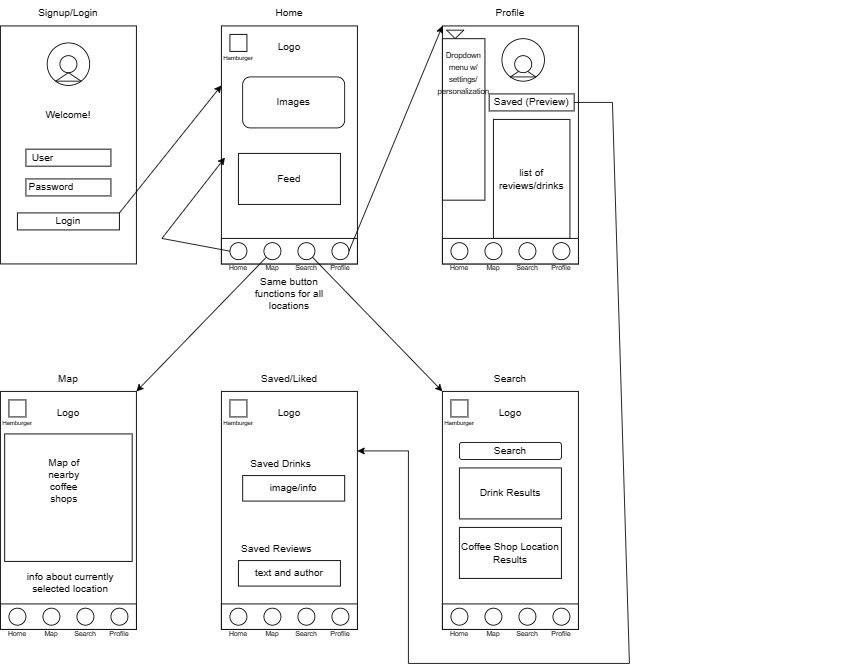 Signup/Login
Welcome!
User
Password
Login
Home
Hamburger
Logo
Images
Feed
Home
Map
Search
Profile
Same button
functions for all
locations
Profile
Dropdown
menu w/
settings/
personalization
Saved (Preview)
list of
reviews/drinks
Home
Map
Search
Profile
Map
Hamburger
Logo
Map of
nearby
coffee
shops
info about currently
selected location
Home
Map
Search
Profile
Saved/Liked
Hamburger
Logo
Saved Drinks
image/info
Saved Reviews
text and author
Home
Map
Search
Profile
Search
Hamburger
Logo
Search
Drink Results
Coffee Shop Location
Results
Home
Map
Search
Profile